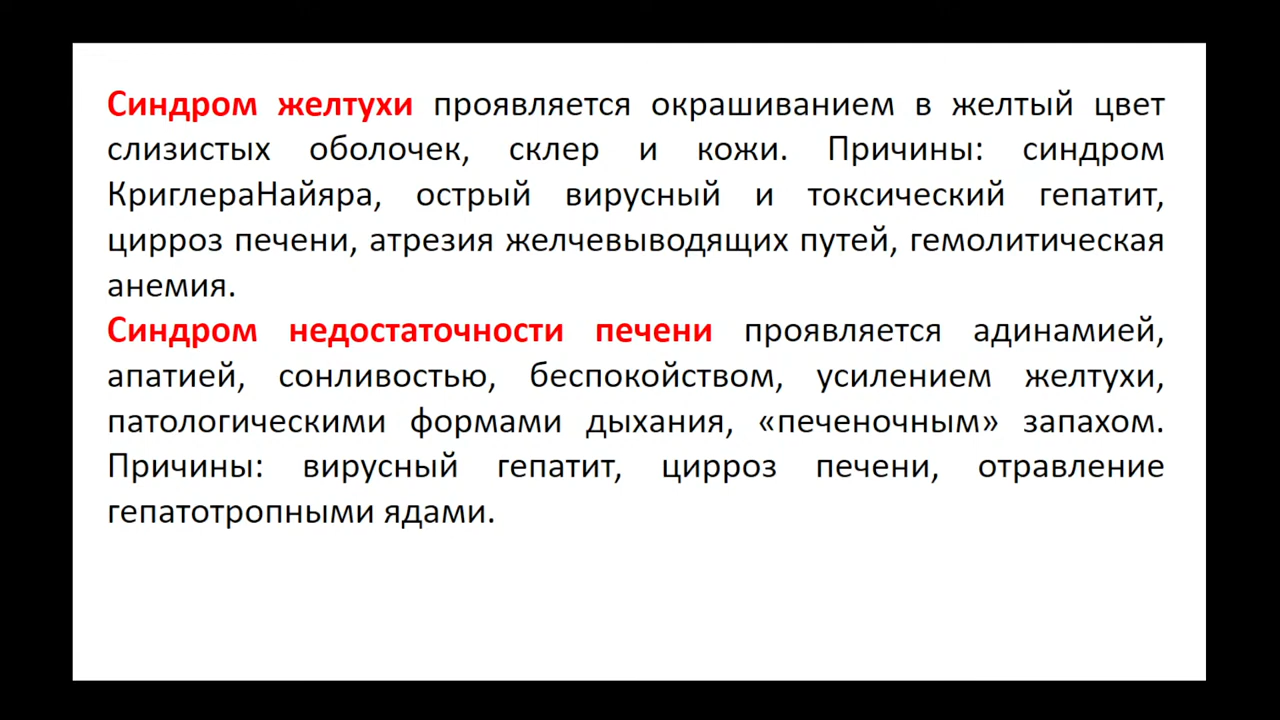 Синдром желтухи проявляется окрашиванием в желтый цвет
слизистых оболочек, склер и кожи. Причины: синдром
КриглераНайяра, острый вирусный и токсический гепатит,
цирроз печени, атрезия желчевыводящих путей, гемолитическая
анемия.
Синдром недостаточности печени проявляется адинамией,
апатией, сонливостью, беспокойством, усилением желтухи,
патологическими формами дыхания, «печеночным» запахом.
Причины: вирусный гепатит, цирроз печени, отравление
гепатотропными ядами.